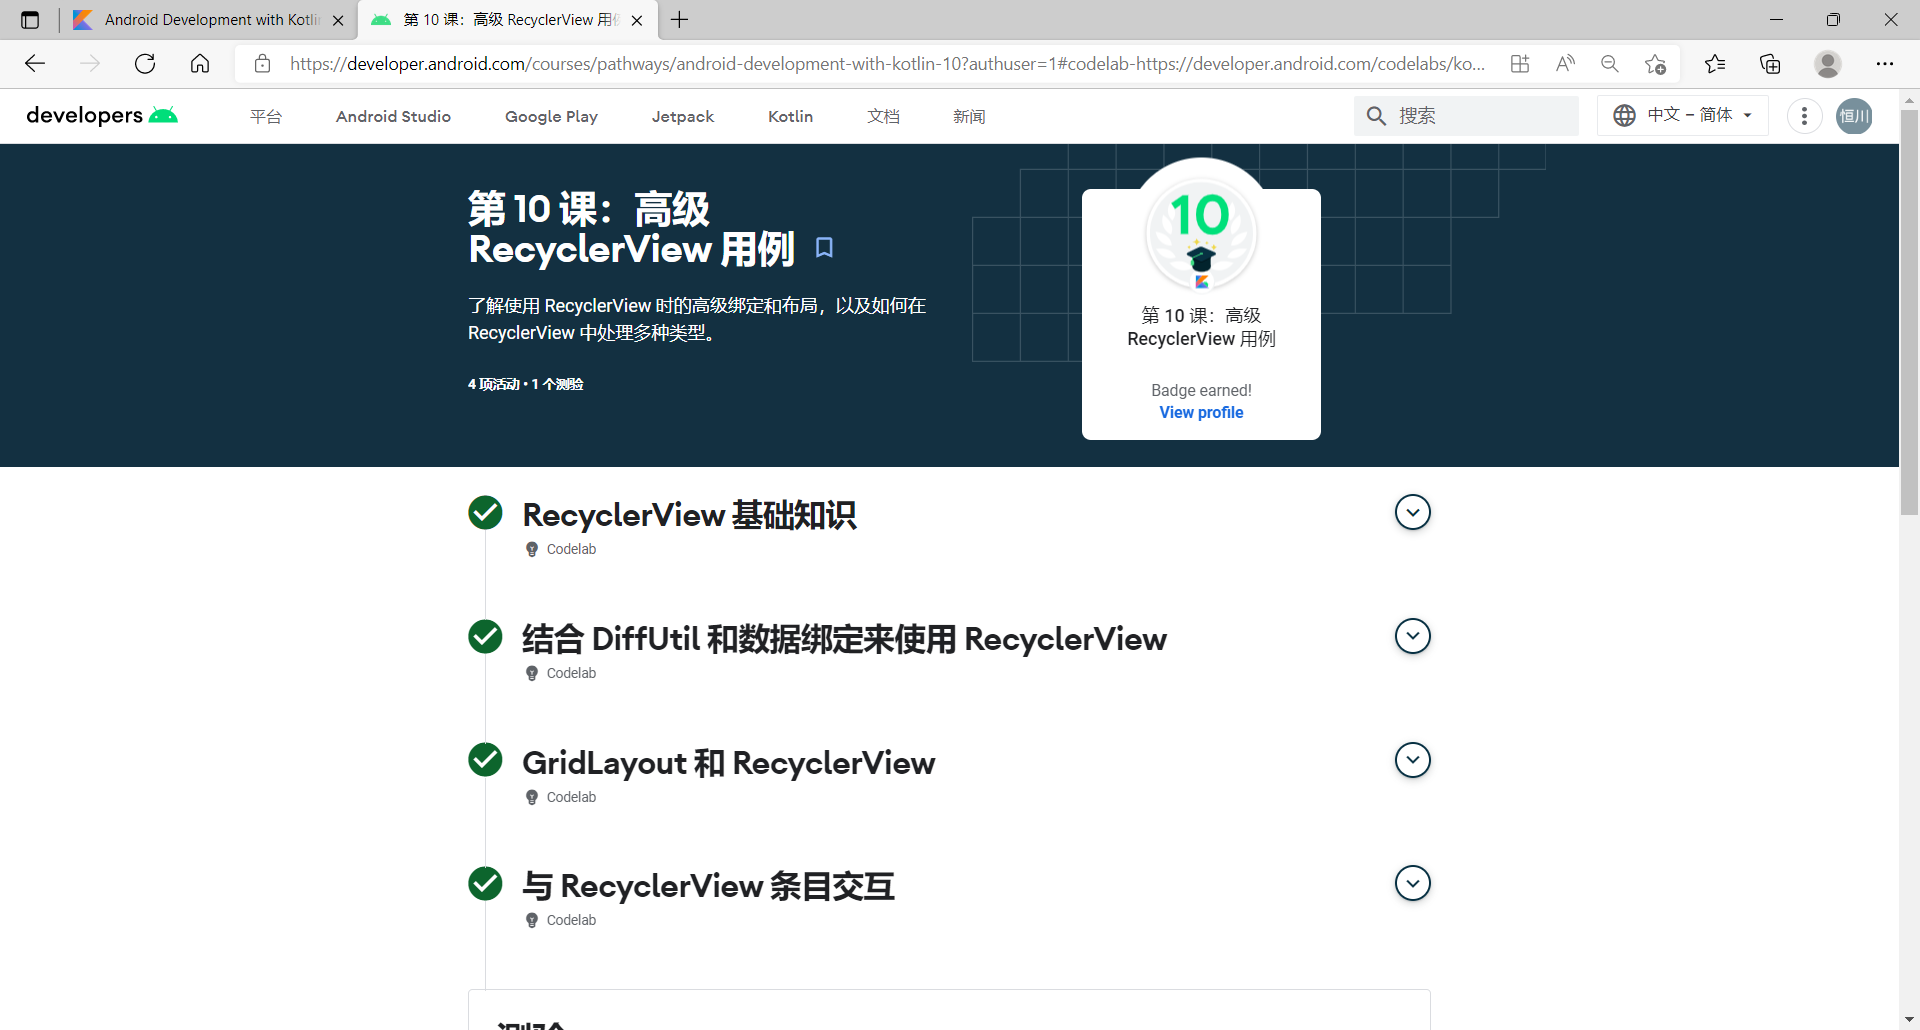 Android Development with Kotli
第 10 课：高级 RecyclerView 用
https://developer.android.com/courses/pathways/android-development-with-kotlin-10?authuser=1#codelab-https://developer.android.com/codelabs/ko...
developers
平台
Android Studio
Google Play
Jetpack
Kotlin
文档
新闻
搜索
中文 – 简体
恒川
第 10 课：高级
RecyclerView 用例
了解使用 RecyclerView 时的高级绑定和布局，以及如何在
RecyclerView 中处理多种类型。
4 项活动 • 1 个测验
10
第 10 课：高级
RecyclerView 用例
Badge earned!
View profile
RecyclerView 基础知识
Codelab
结合 DiffUtil 和数据绑定来使用 RecyclerView
Codelab
GridLayout 和 RecyclerView
Codelab
与 RecyclerView 条目交互
Codelab